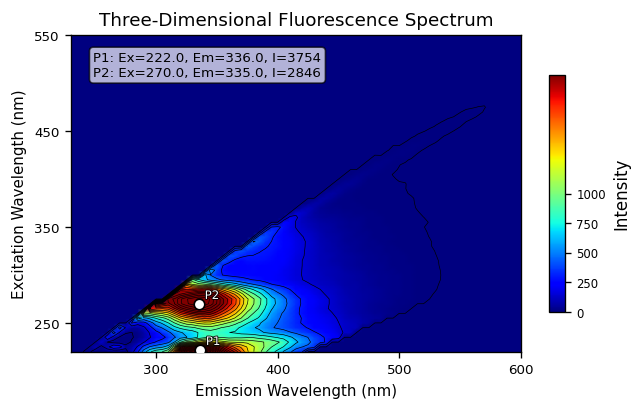 Three-Dimensional Fluorescence Spectrum
P1: Ex=222.0, Em=336.0, I=3754
P2: Ex=270.0, Em=335.0, I=2846
550
450
350
250
Excitation Wavelength (nm)
P2
P1
300
400
500
600
Emission Wavelength (nm)
1000
750
500
250
0
Intensity